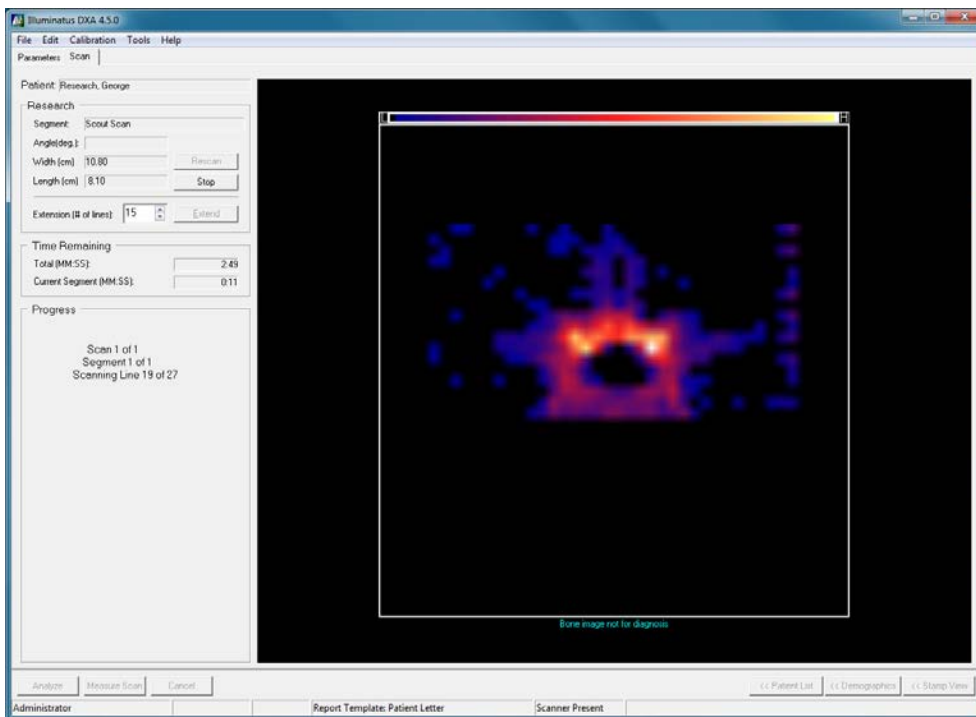 Illuminatus DXA 4.5.0
File Edit Calibration Tools Help
Parameters Scan
Patient: Research, George
Research
Segment: Scout Scan
Angle(deg.):
Width (cm) 10.80 Rescan
Length (cm) 8.10 Stop
Extension (# of lines): 15 Extend
Time Remaining
Total (MM:SS): 2:49
Current Segment (MM:SS): 0:11
Progress
Scan 1 of 1
Segment 1 of 1
Scanning Line 19 of 27
L H
Bone image not for diagnosis
Analyze Measure Scan Cancel << Patient List << Demographics << Stamp View
Administrator Report Template: Patient Letter Scanner Present